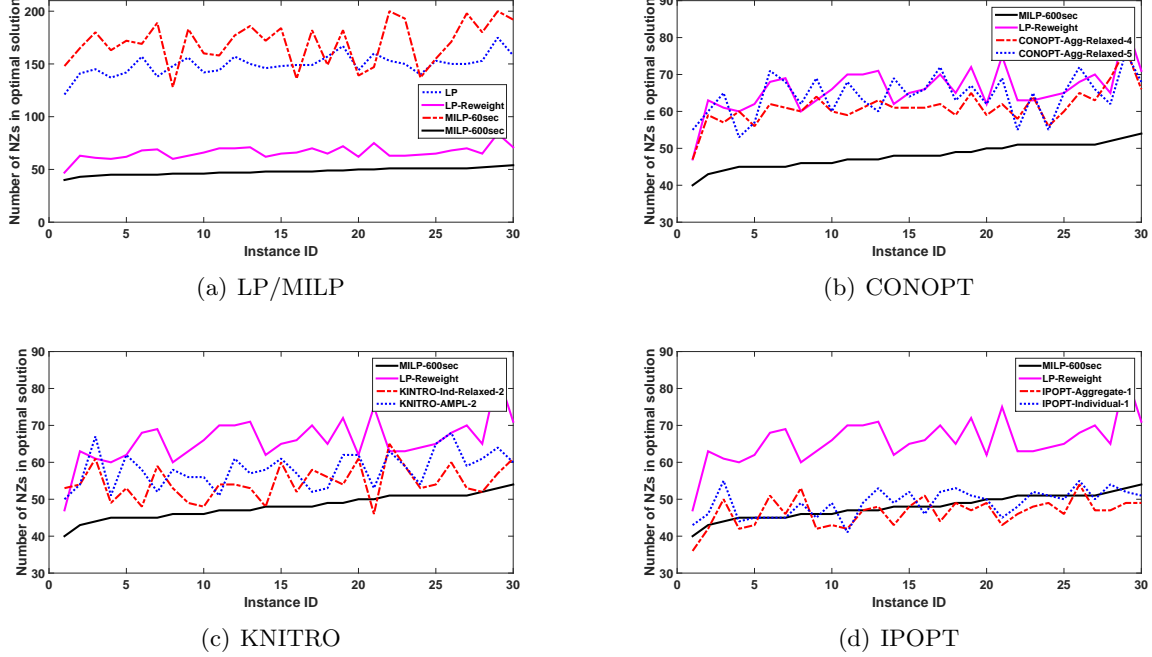 Number of NZs in optimal solution
200
150
100
50
0
0 5 10 15 20 25 30
Instance ID
LP
LP-Reweight
MILP-60sec
MILP-600sec
(a) LP/MILP
Number of NZs in optimal solution
90
80
70
60
50
40
30
0 5 10 15 20 25 30
Instance ID
MILP-600sec
LP-Reweight
CONOPT-Agg-Relaxed-4
CONOPT-Agg-Relaxed-5
(b) CONOPT
Number of NZs in optimal solution
90
80
70
60
50
40
30
0 5 10 15 20 25 30
Instance ID
MILP-600sec
LP-Reweight
KINTRO-Ind-Relaxed-2
KNITRO-AMPL-2
(c) KNITRO
Number of NZs in optimal solution
90
80
70
60
50
40
30
0 5 10 15 20 25 30
Instance ID
MILP-600sec
LP-Reweight
IPOPT-Aggregate-1
IPOPT-Individual-1
(d) IPOPT